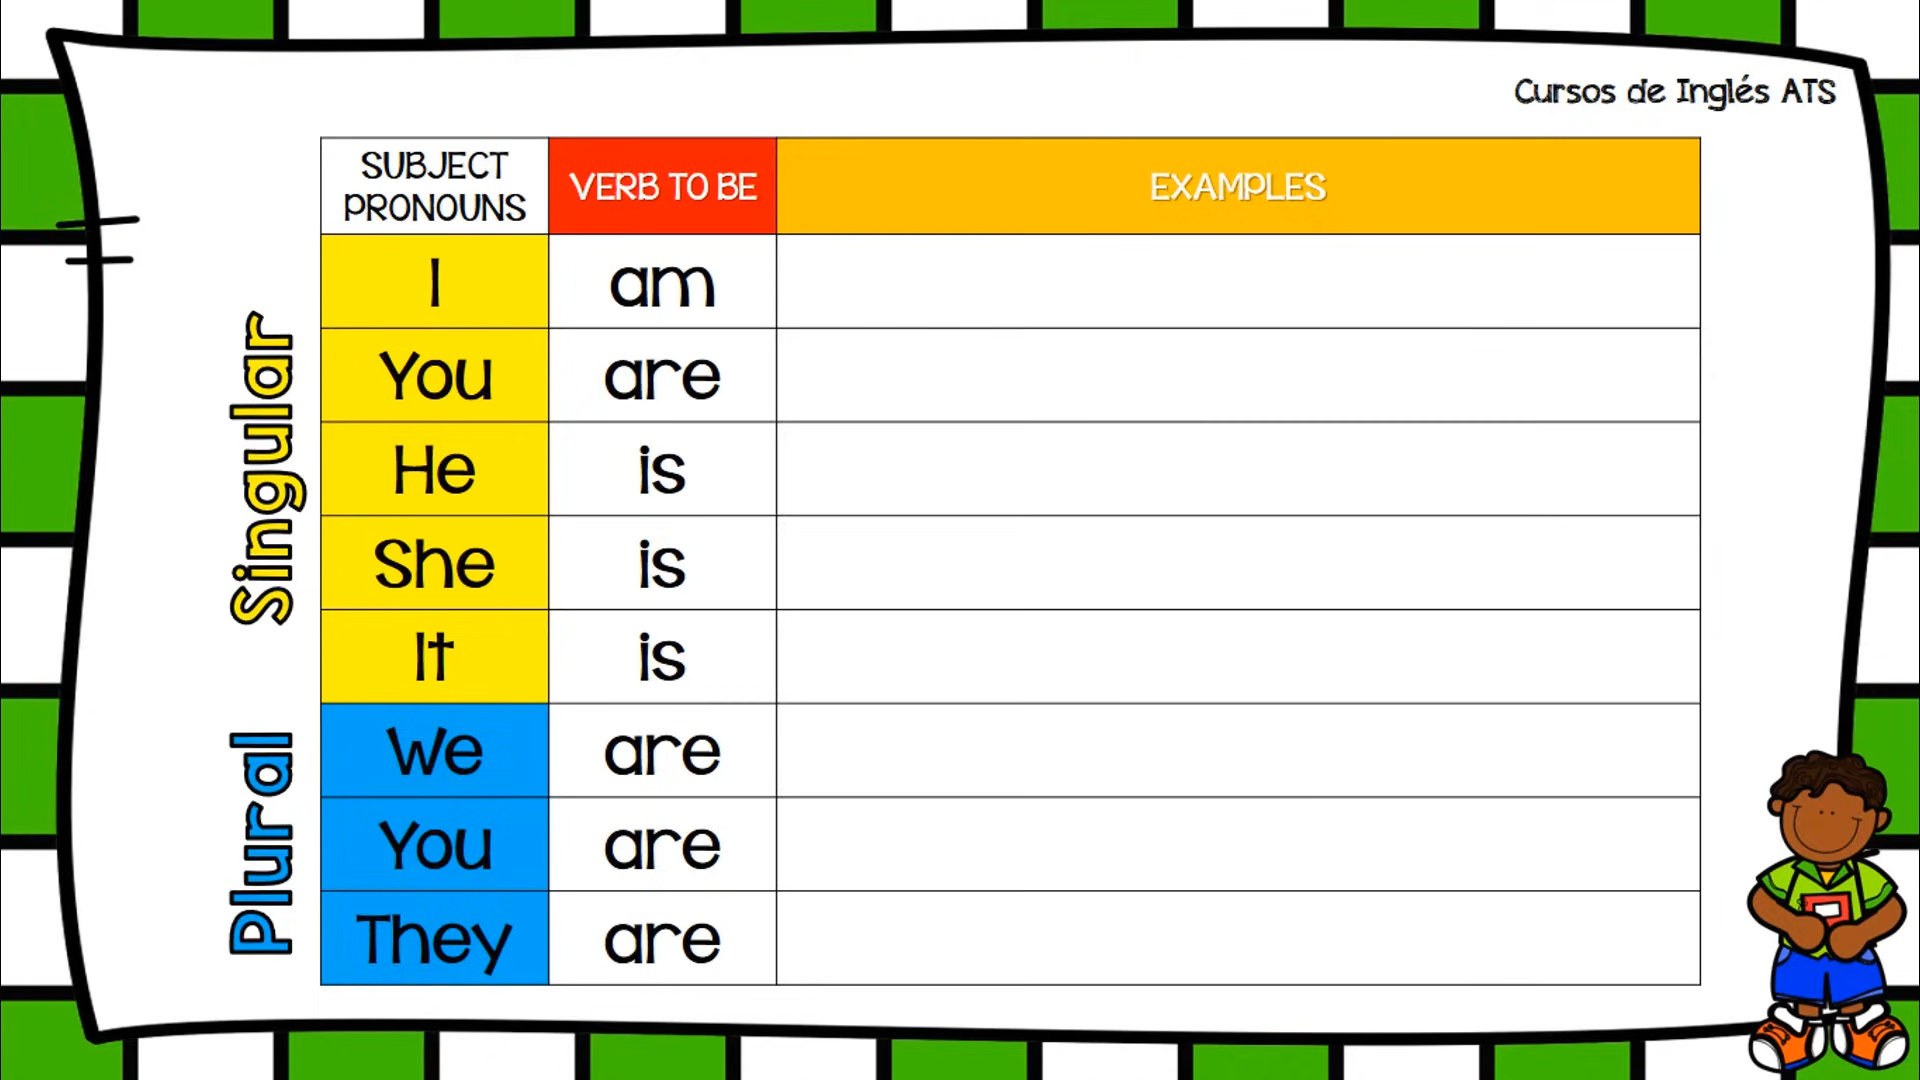 Cursos de Inglés ATS
SUBJECT
PRONOUNS
VERB TO BE
EXAMPLES
Singular
I am
You are
He is
She is
It is
Plural
We are
You are
They are